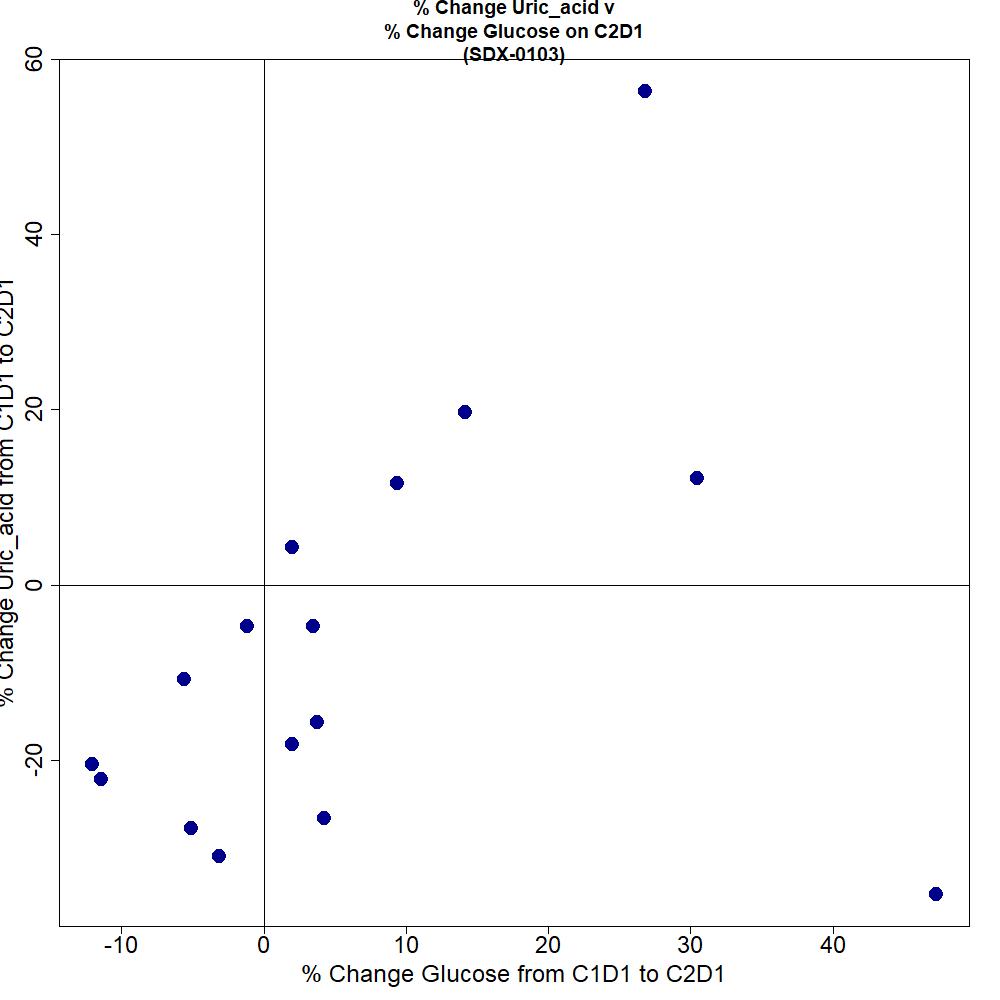 % Change Uric_acid v
% Change Glucose on C2D1
(SDX-0103)
60
40
20
0
-20
% Change Uric_acid from C1D1 to C2D1
-10
0
10
20
30
40
% Change Glucose from C1D1 to C2D1